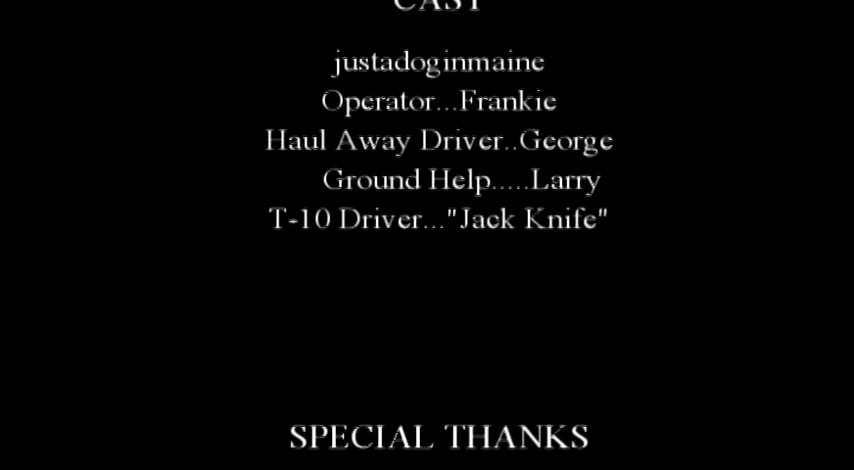 CAST
justadoginmaine
Operator...Frankie
Haul Away Driver..George
Ground Help.....Larry
T-10 Driver..."Jack Knife"
SPECIAL THANKS